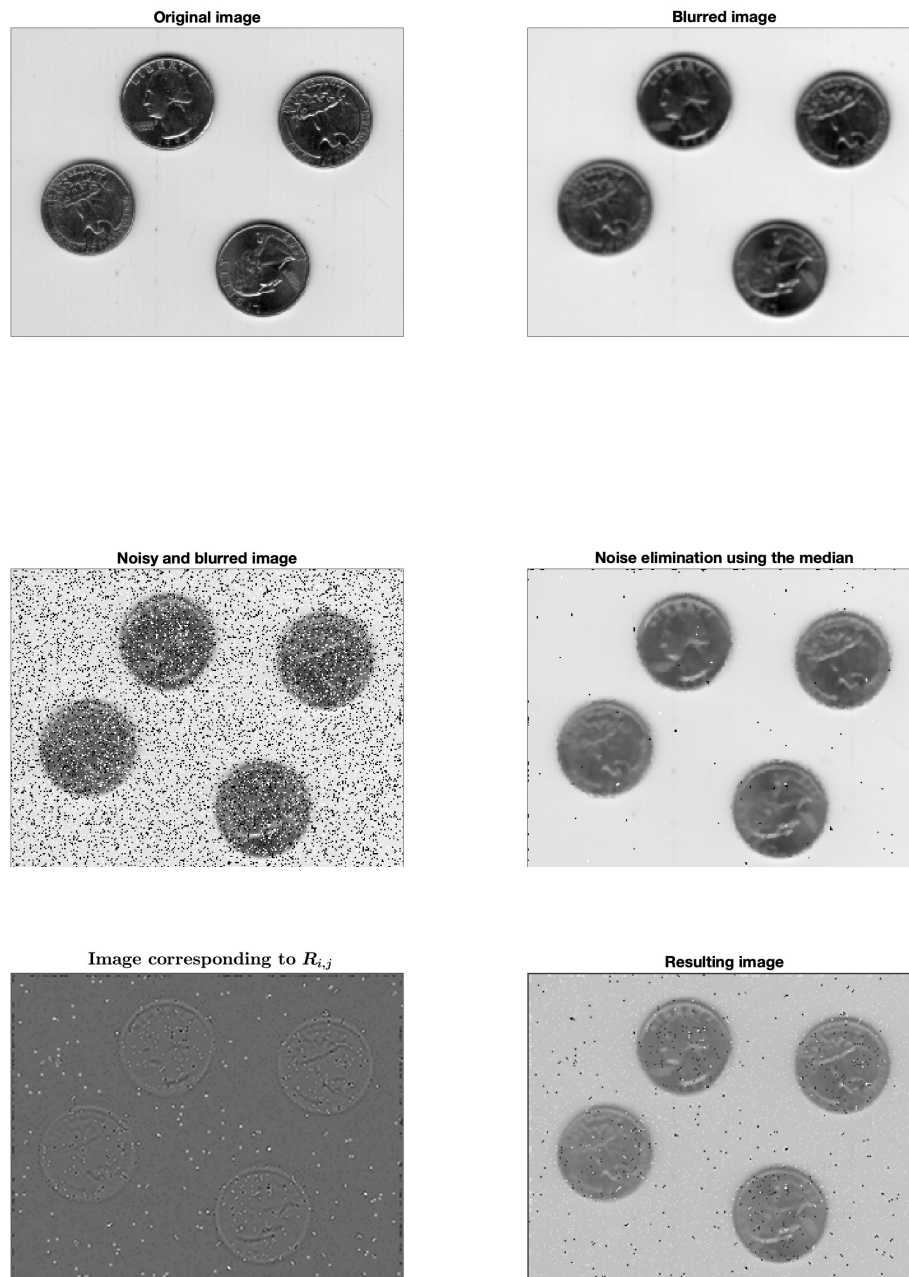 Original image
Blurred image
LIBERTY
Noisy and blurred image
Noise elimination using the median
Image corresponding to $R_{i,j}$
Resulting image